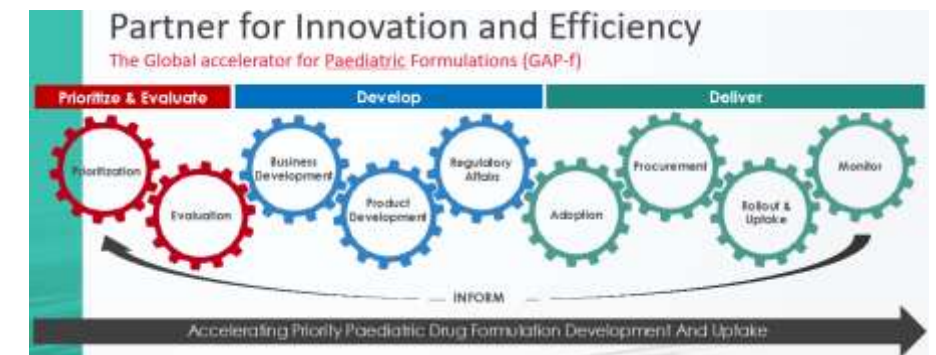 Partner for Innovation and Efficiency
The Global accelerator for Paediatric Formulations (GAP-f)
Prioritize & Evaluate
Develop
Deliver
Prioritization
Evaluation
Business
Development
Product
Development
Regulatory
Affairs
Adoption
Procurement
Rollout &
Uptake
Monitor
INFORM
Accelerating Priority Paediatric Drug Formulation Development And Uptake